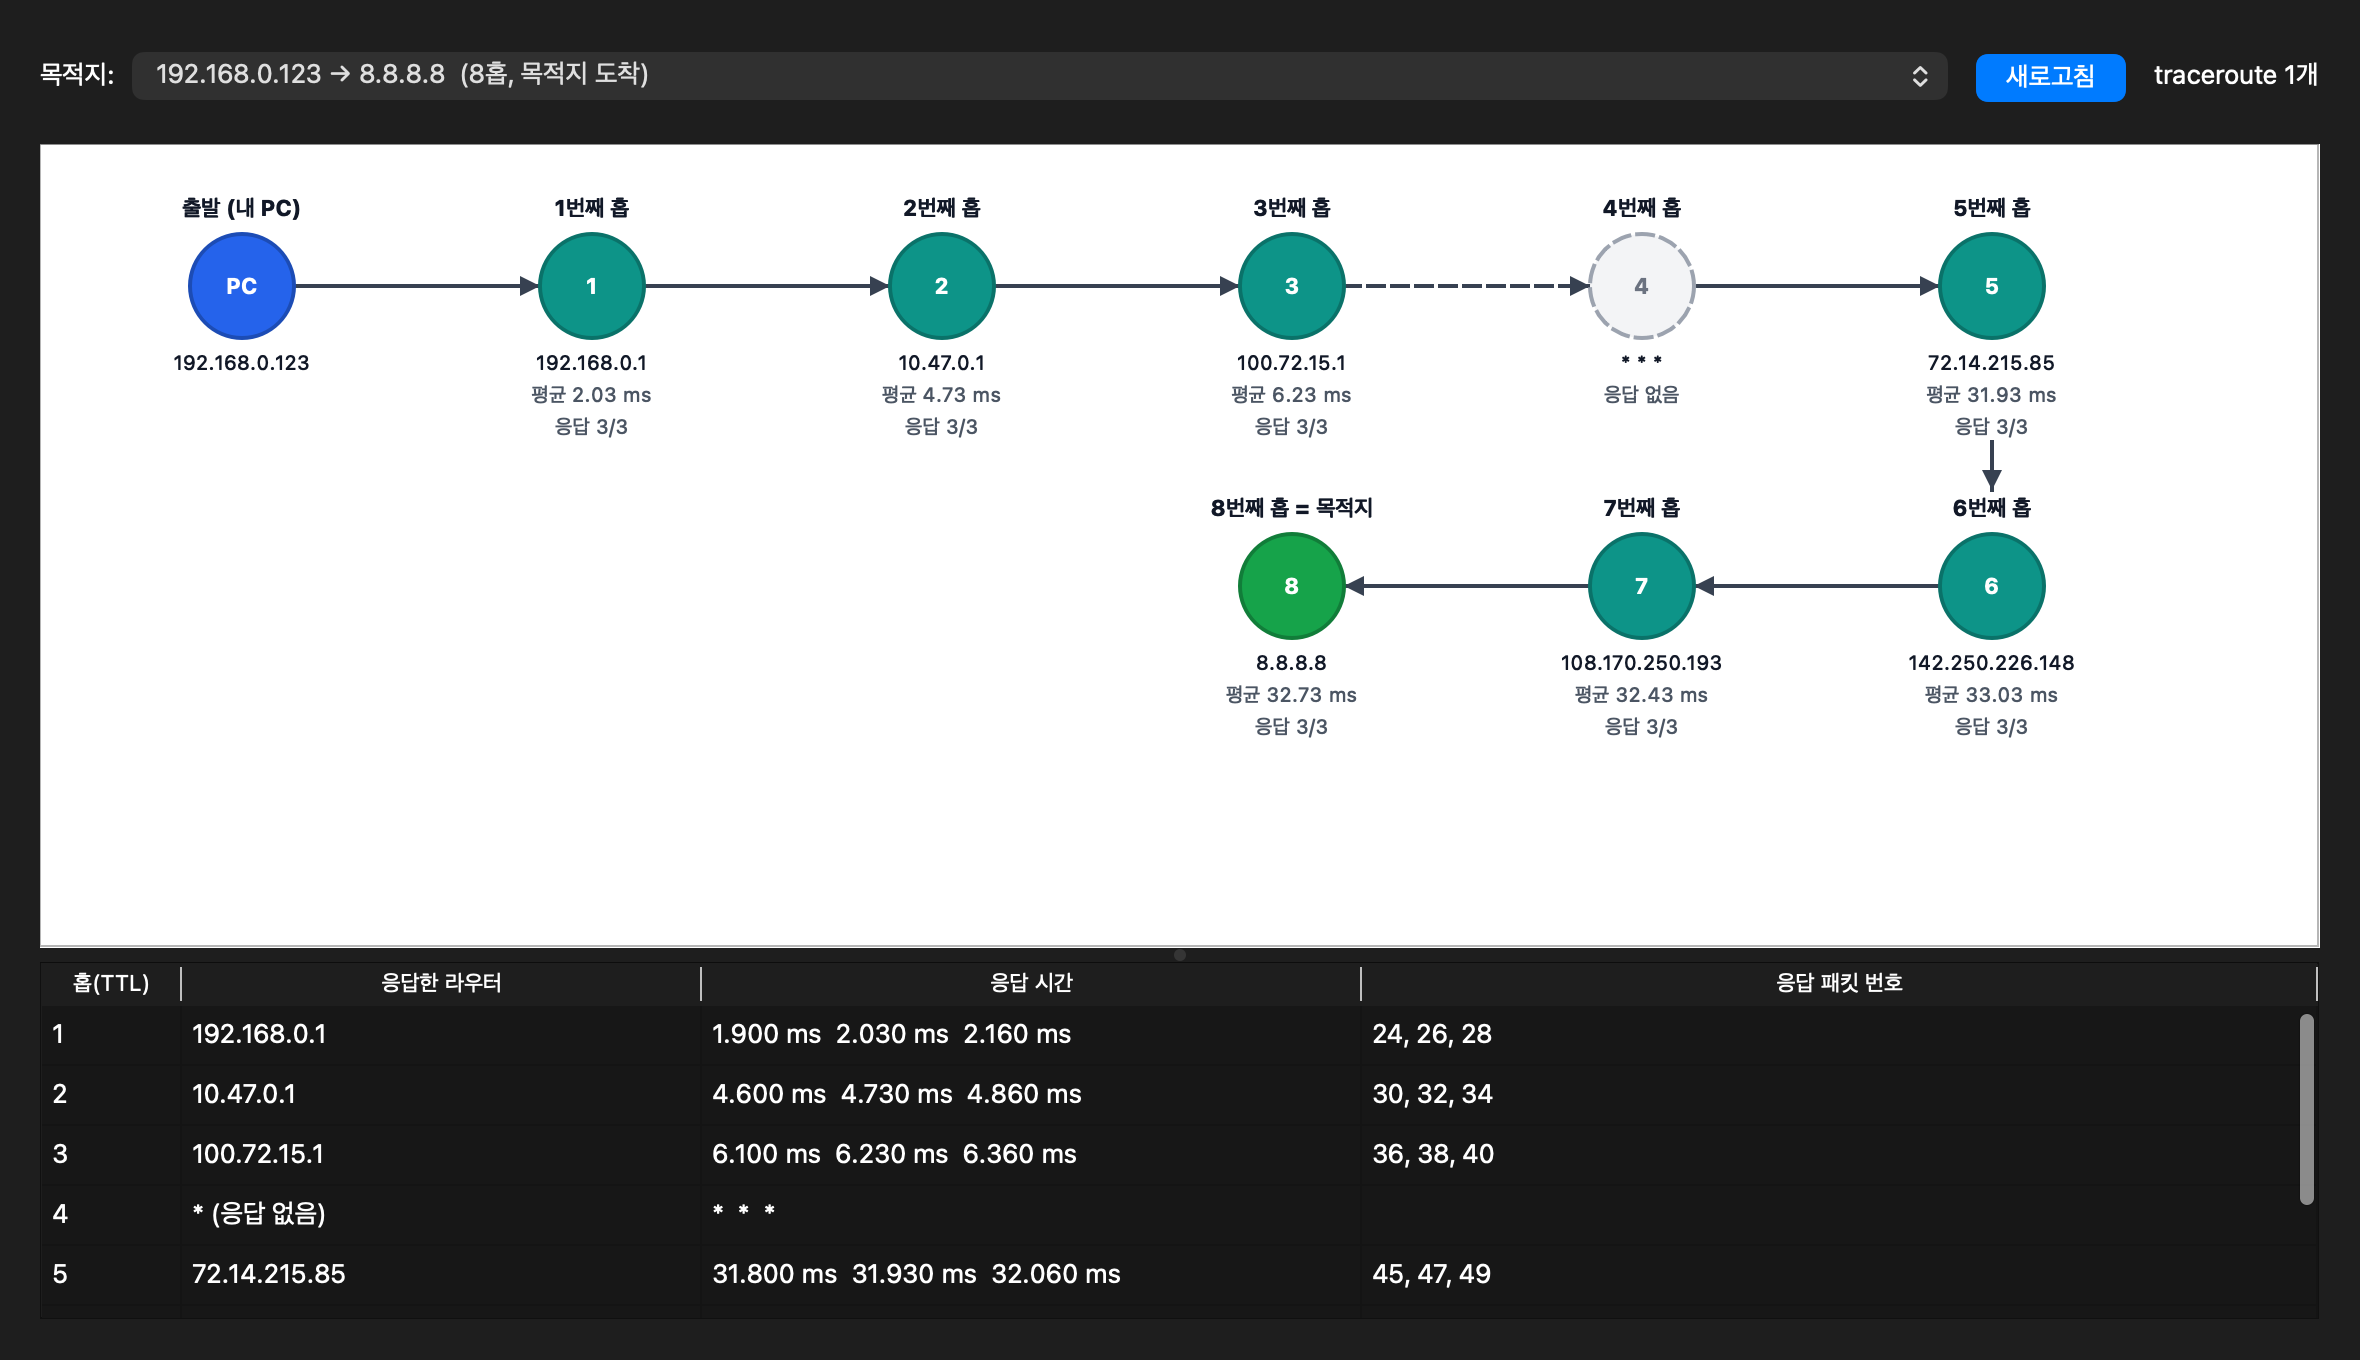 목적지: 192.168.0.123 → 8.8.8.8 (8홉, 목적지 도착) 새로고침 traceroute 1개
출발 (내 PC) 1번째 홉 2번째 홉 3번째 홉 4번째 홉 5번째 홉
PC 1 2 3 4 5
192.168.0.123 192.168.0.1 10.47.0.1 100.72.15.1 * * * 72.14.215.85
평균 2.03 ms 평균 4.73 ms 평균 6.23 ms 응답 없음 평균 31.93 ms
응답 3/3 응답 3/3 응답 3/3 응답 3/3
8번째 홉 = 목적지 7번째 홉 6번째 홉
8 7 6
8.8.8.8 108.170.250.193 142.250.226.148
평균 32.73 ms 평균 32.43 ms 평균 33.03 ms
응답 3/3 응답 3/3 응답 3/3
홉(TTL) 응답한 라우터 응답 시간 응답 패킷 번호
1 192.168.0.1 1.900 ms 2.030 ms 2.160 ms 24, 26, 28
2 10.47.0.1 4.600 ms 4.730 ms 4.860 ms 30, 32, 34
3 100.72.15.1 6.100 ms 6.230 ms 6.360 ms 36, 38, 40
4 * (응답 없음) * * *
5 72.14.215.85 31.800 ms 31.930 ms 32.060 ms 45, 47, 49